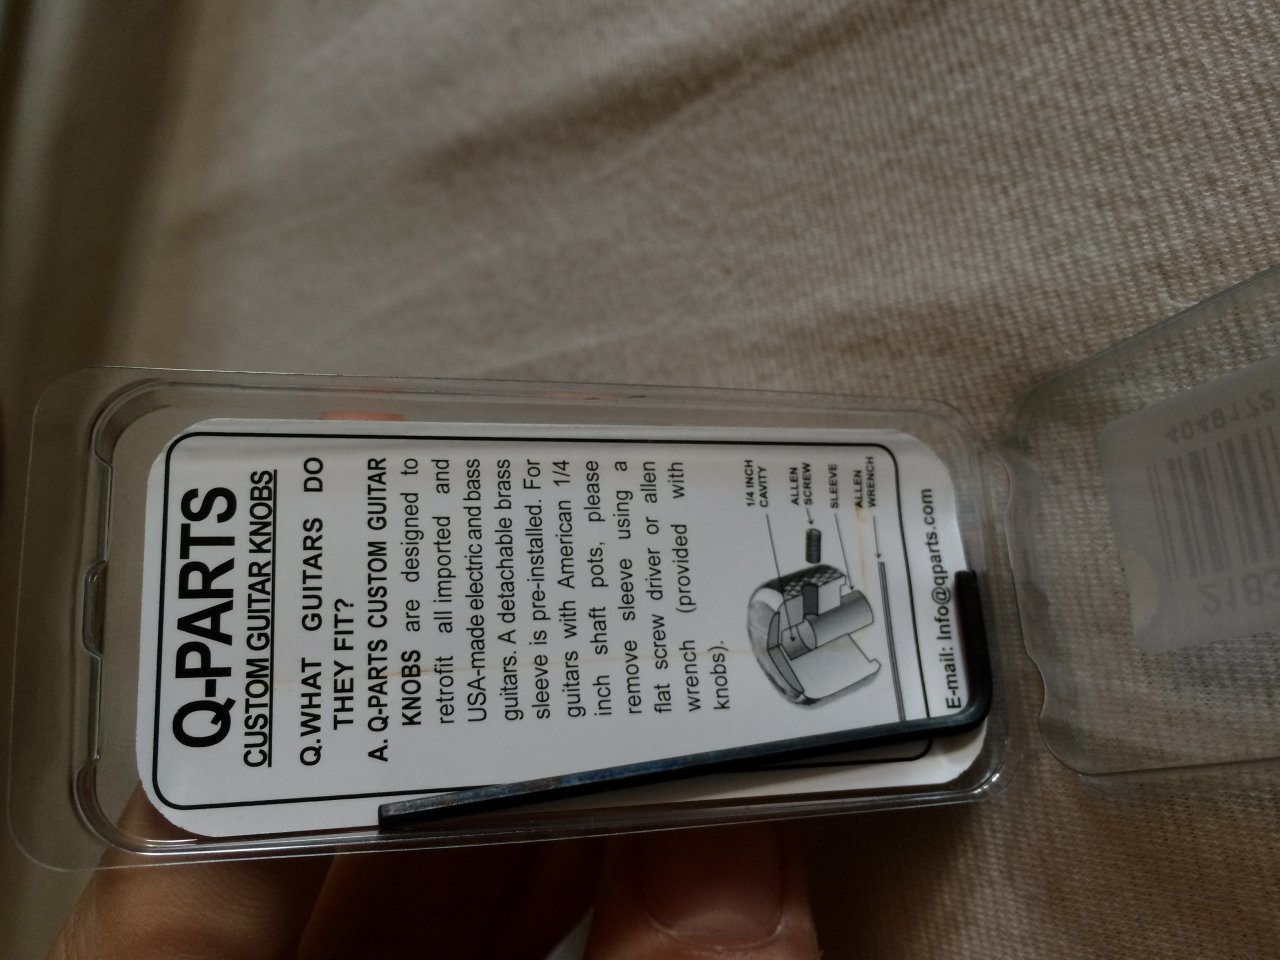 Q-PARTS
CUSTOM GUITAR KNOBS
Q. WHAT GUITARS DO
THEY FIT?
A. Q-PARTS CUSTOM GUITAR
KNOBS are designed to
retrofit all imported and
USA-made electric and bass
guitars. A detachable brass
sleeve is pre-installed. For
guitars with American 1/4
inch shaft pots, please
remove sleeve using a
flat screw driver or allen
wrench (provided with
knobs).
1/4 INCH
CAVITY
ALLEN
SCREW
SLEEVE
ALLEN
WRENCH
E-mail: Info@qparts.com